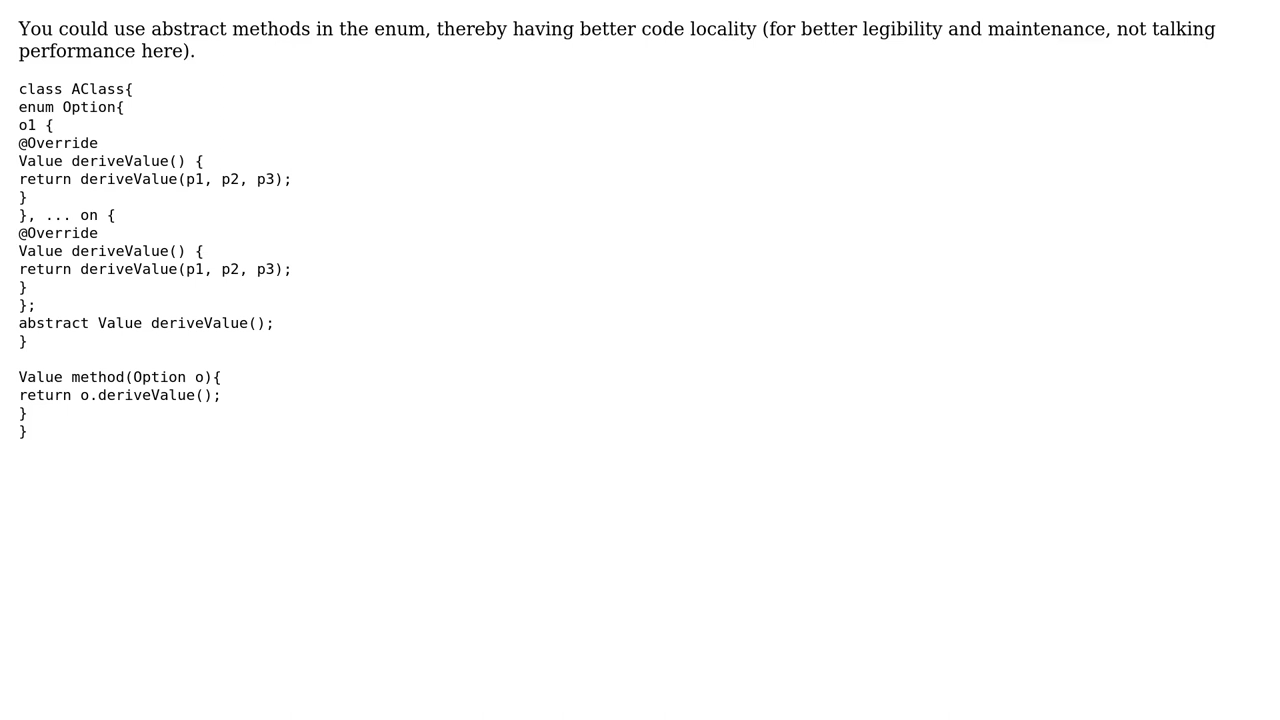 You could use abstract methods in the enum, thereby having better code locality (for better legibility and maintenance, not talking
performance here).
class AClass{
enum Option{
o1 {
@Override
Value deriveValue() {
return deriveValue(p1, p2, p3);
}
}, ... on {
@Override
Value deriveValue() {
return deriveValue(p1, p2, p3);
}
};
abstract Value deriveValue();
}
Value method(Option o){
return o.deriveValue();
}
}